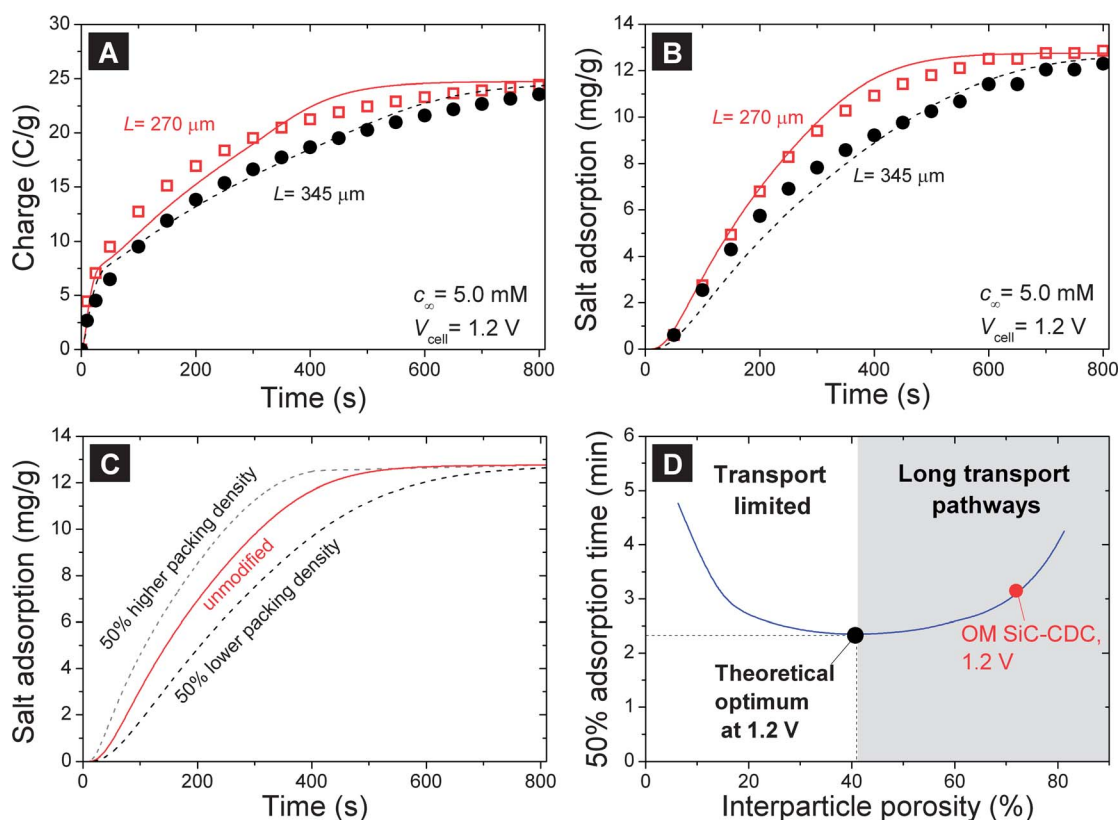 A
Charge (C/g)
30
25
20
15
10
5
0
L= 270 μm
L= 345 μm
c∞= 5.0 mM
Vcell= 1.2 V
0 200 400 600 800
Time (s)
B
Salt adsorption (mg/g)
14
12
10
8
6
4
2
0
L= 270 μm
L= 345 μm
c∞= 5.0 mM
Vcell= 1.2 V
0 100 200 300 400 500 600 700 800
Time (s)
C
Salt adsorption (mg/g)
14
12
10
8
6
4
2
0
50% higher packing density
unmodified
50% lower packing density
0 200 400 600 800
Time (s)
D
50% adsorption time (min)
6
5
4
3
2
1
0
Transport
limited
Long transport
pathways
OM SiC-CDC,
1.2 V
Theoretical
optimum
at 1.2 V
0 20 40 60 80
Interparticle porosity (%)